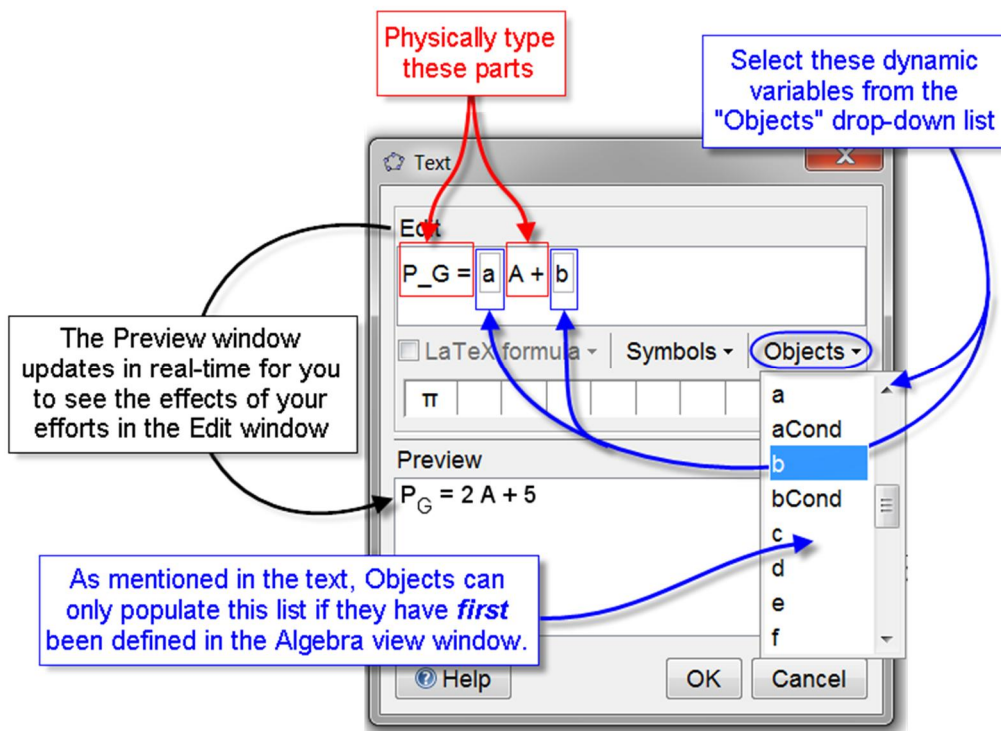 Physically type
these parts
Select these dynamic
variables from the
"Objects" drop-down list
Text
X
Edit
P_G = a A + b
The Preview window
updates in real-time for you
to see the effects of your
efforts in the Edit window
LaTeX formula
Symbols
Objects
π
a
aCond
b
bCond
c
d
e
f
Preview
P_G = 2 A + 5
As mentioned in the text, Objects can
only populate this list if they have first
been defined in the Algebra view window.
Help
OK
Cancel